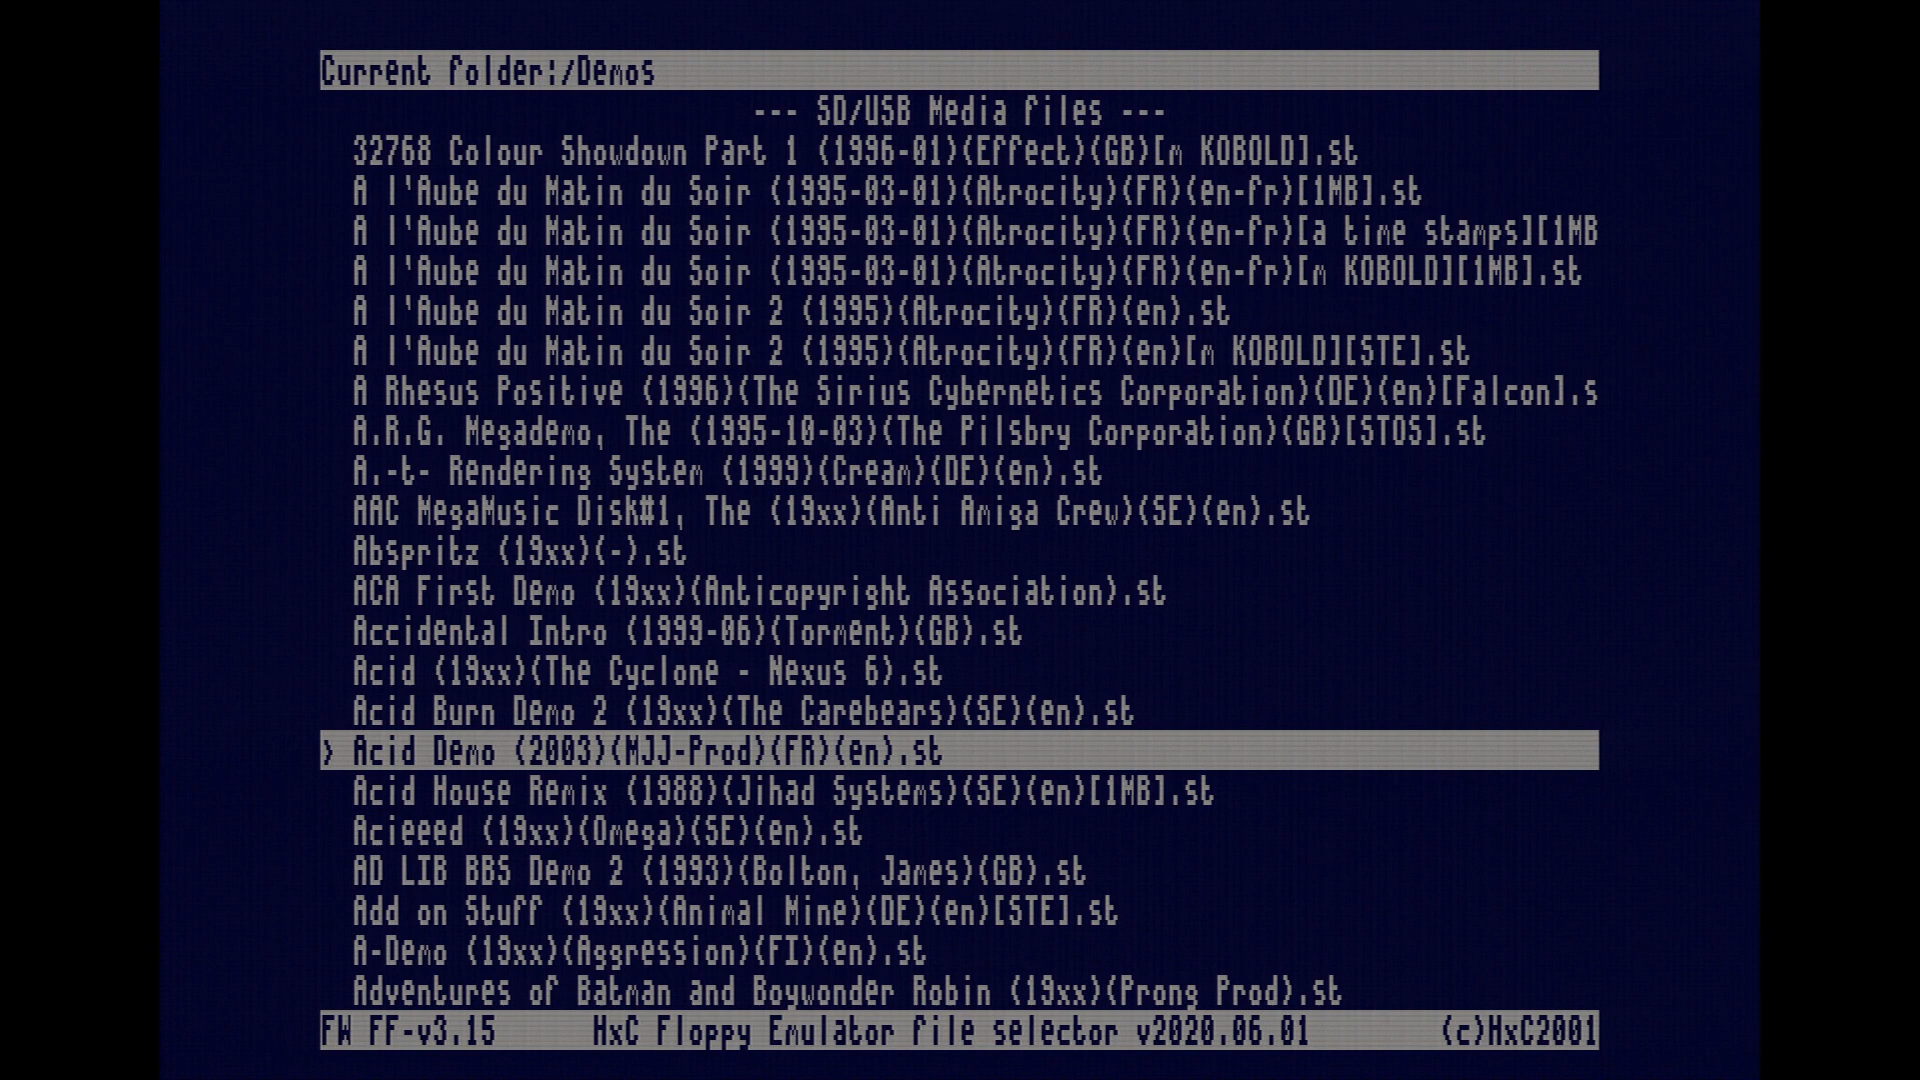 Current folder:/Demos
--- SD/USB Media files ---
32768 Colour Showdown Part 1 (1996-01)(Effect)(GB)[m KOBOLD].st
A l'Aube du Matin du Soir (1995-03-01)(Atrocity)(FR)(en-fr)[1MB].st
A l'Aube du Matin du Soir (1995-03-01)(Atrocity)(FR)(en-fr)[a time stamps][1MB
A l'Aube du Matin du Soir (1995-03-01)(Atrocity)(FR)(en-fr)[m KOBOLD][1MB].st
A l'Aube du Matin du Soir 2 (1995)(Atrocity)(FR)(en).st
A l'Aube du Matin du Soir 2 (1995)(Atrocity)(FR)(en)[m KOBOLD][STE].st
A Rhesus Positive (1996)(The Sirius Cybernetics Corporation)(DE)(en)[Falcon].s
A.R.G. Megademo, The (1995-10-03)(The Pilsbry Corporation)(GB)[STOS].st
A.-t- Rendering System (1999)(Cream)(DE)(en).st
AAC MegaMusic Disk#1, The (19xx)(Anti Amiga Crew)(SE)(en).st
Abspritz (19xx)(-).st
ACA First Demo (19xx)(Anticopyright Association).st
Accidental Intro (1999-06)(Torment)(GB).st
Acid (19xx)(The Cyclone - Nexus 6).st
Acid Burn Demo 2 (19xx)(The Carebears)(SE)(en).st
> Acid Demo (2003)(MJJ-Prod)(FR)(en).st
Acid House Remix (1988)(Jihad Systems)(SE)(en)[1MB].st
Acieeed (19xx)(Omega)(SE)(en).st
AD LIB BBS Demo 2 (1993)(Bolton, James)(GB).st
Add on Stuff (19xx)(Animal Mine)(DE)(en)[STE].st
A-Demo (19xx)(Aggression)(FI)(en).st
Adventures of Batman and Boywonder Robin (19xx)(Prong Prod).st
FW FF-v3.15 HxC Floppy Emulator file selector v2020.06.01 (c)HxC2001